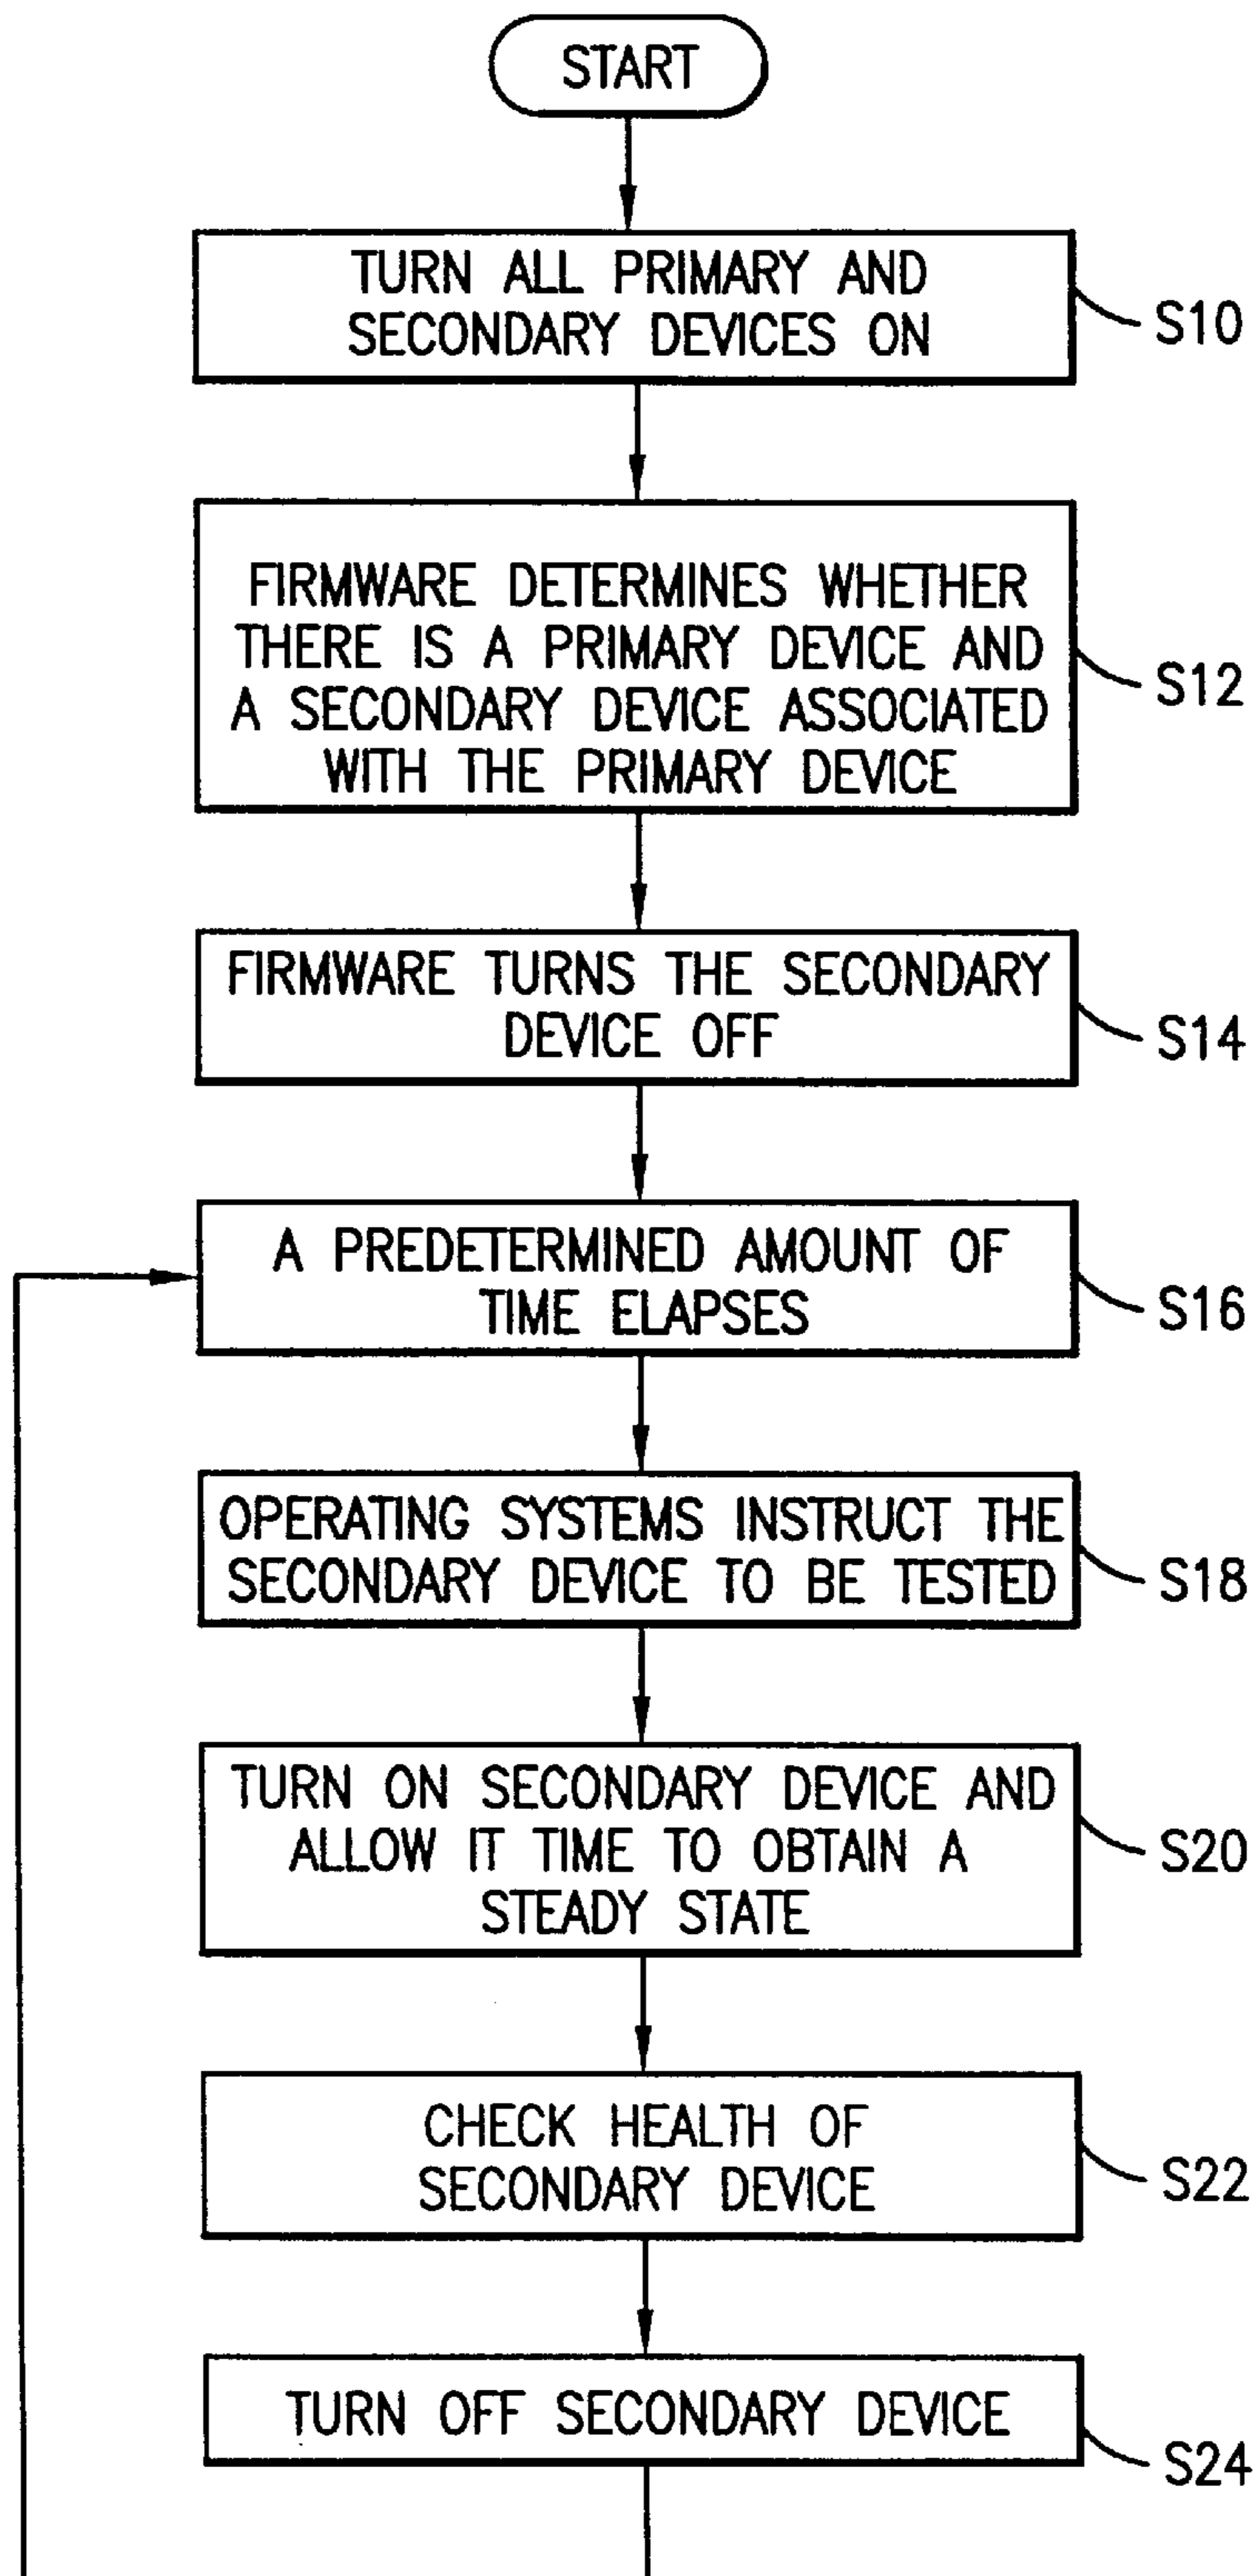 START
TURN ALL PRIMARY AND
SECONDARY DEVICES ON
S10
FIRMWARE DETERMINES WHETHER
THERE IS A PRIMARY DEVICE AND
A SECONDARY DEVICE ASSOCIATED
WITH THE PRIMARY DEVICE
S12
FIRMWARE TURNS THE SECONDARY
DEVICE OFF
S14
A PREDETERMINED AMOUNT OF
TIME ELAPSES
S16
OPERATING SYSTEMS INSTRUCT THE
SECONDARY DEVICE TO BE TESTED
S18
TURN ON SECONDARY DEVICE AND
ALLOW IT TIME TO OBTAIN A
STEADY STATE
S20
CHECK HEALTH OF
SECONDARY DEVICE
S22
TURN OFF SECONDARY DEVICE
S24